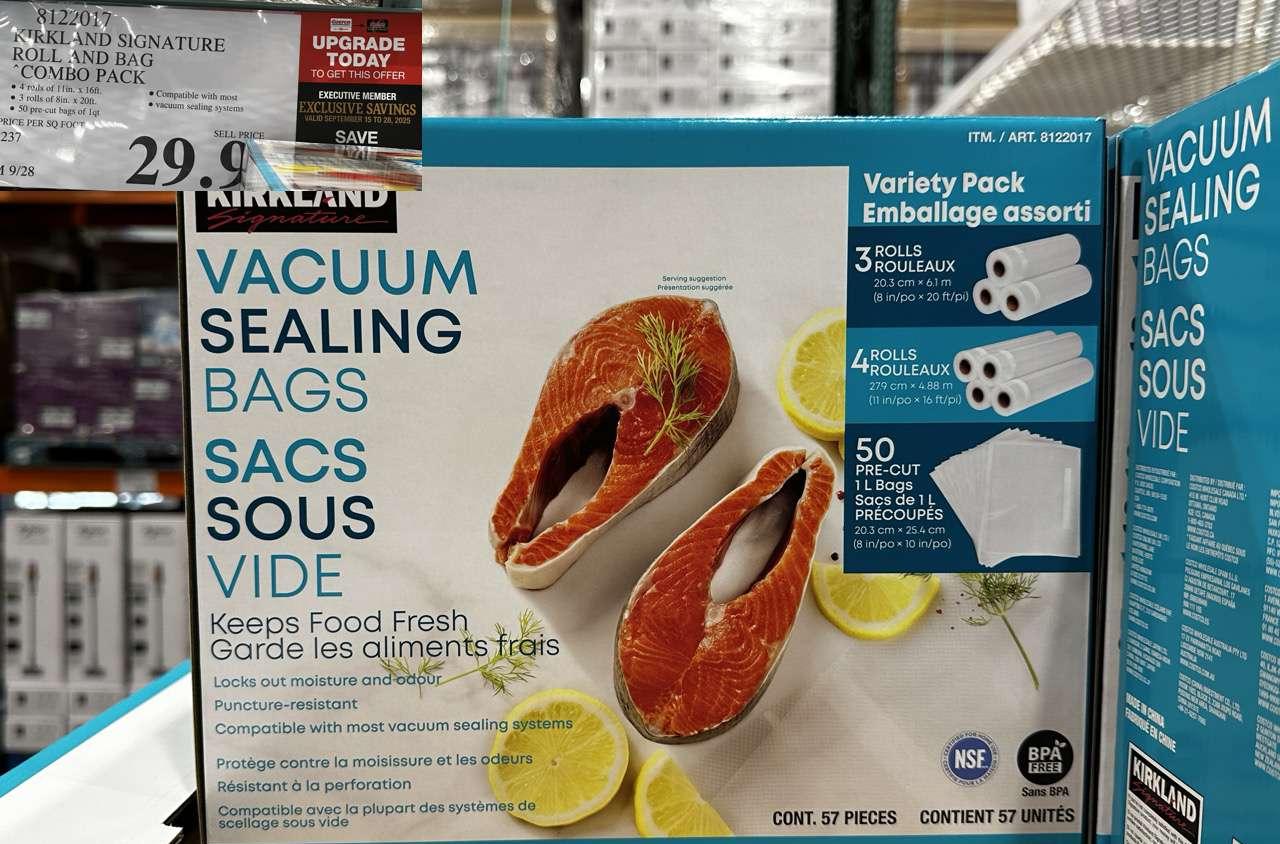 8122017
KIRKLAND SIGNATURE
ROLL AND BAG
*COMBO PACK
• 4 rolls of 11in. x 16ft.
• 3 rolls of 8in. x 20ft.
• 50 pre-cut bags of 1qt
• Compatible with most
• vacuum sealing systems
PRICE PER SQ FOOT
237
SELL PRICE
29.9
9/28
UPGRADE
TODAY
TO GET THIS OFFER
EXECUTIVE MEMBER
EXCLUSIVE SAVINGS
VALID SEPTEMBER 15 TO 28, 2025
SAVE
ITM. / ART. 8122017
KIRKLAND
Signature
VACUUM
SEALING
BAGS
SACS
SOUS
VIDE
Keeps Food Fresh
Garde les aliments frais
Locks out moisture and odour
Puncture-resistant
Compatible with most vacuum sealing systems
Protège contre la moisissure et les odeurs
Résistant à la perforation
Compatible avec la plupart des systèmes de
scellage sous vide
Serving suggestion
Présentation suggérée
Variety Pack
Emballage assorti
3 ROLLS
ROULEAUX
20.3 cm × 6.1 m
(8 in/po × 20 ft/pi)
4 ROLLS
ROULEAUX
279 cm × 4.88 m
(11 in/po × 16 ft/pi)
50
PRE-CUT
1 L Bags
Sacs de 1 L
PRÉCOUPÉS
20.3 cm × 25.4 cm
(8 in/po × 10 in/po)
NSF
BPA
FREE
Sans BPA
CONT. 57 PIECES CONTIENT 57 UNITÉS
VACUUM
SEALING
BAGS
SACS
SOUS
VIDE
MADE IN CHINA
FABRIQUÉ EN CHINE
KIRKLAND
Signature